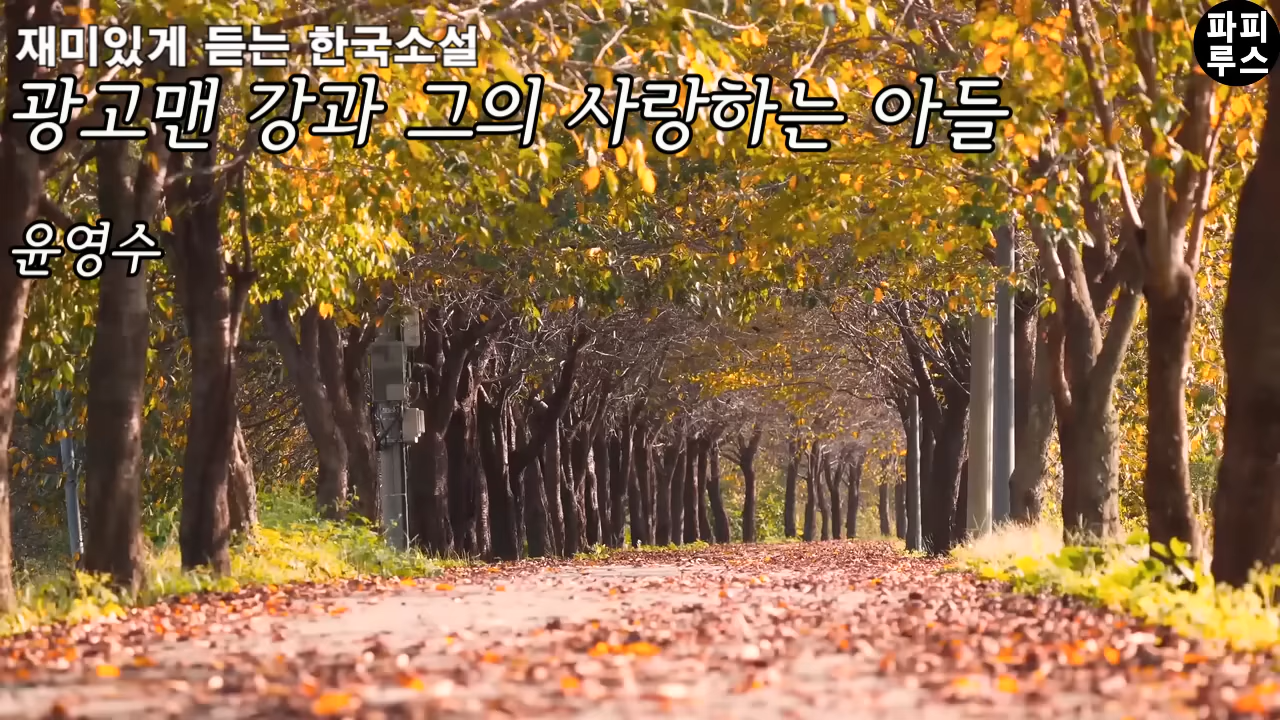 재미있게 듣는 한국소설
파피
루스
광고맨 강과 그의 사랑하는 아들
윤영수